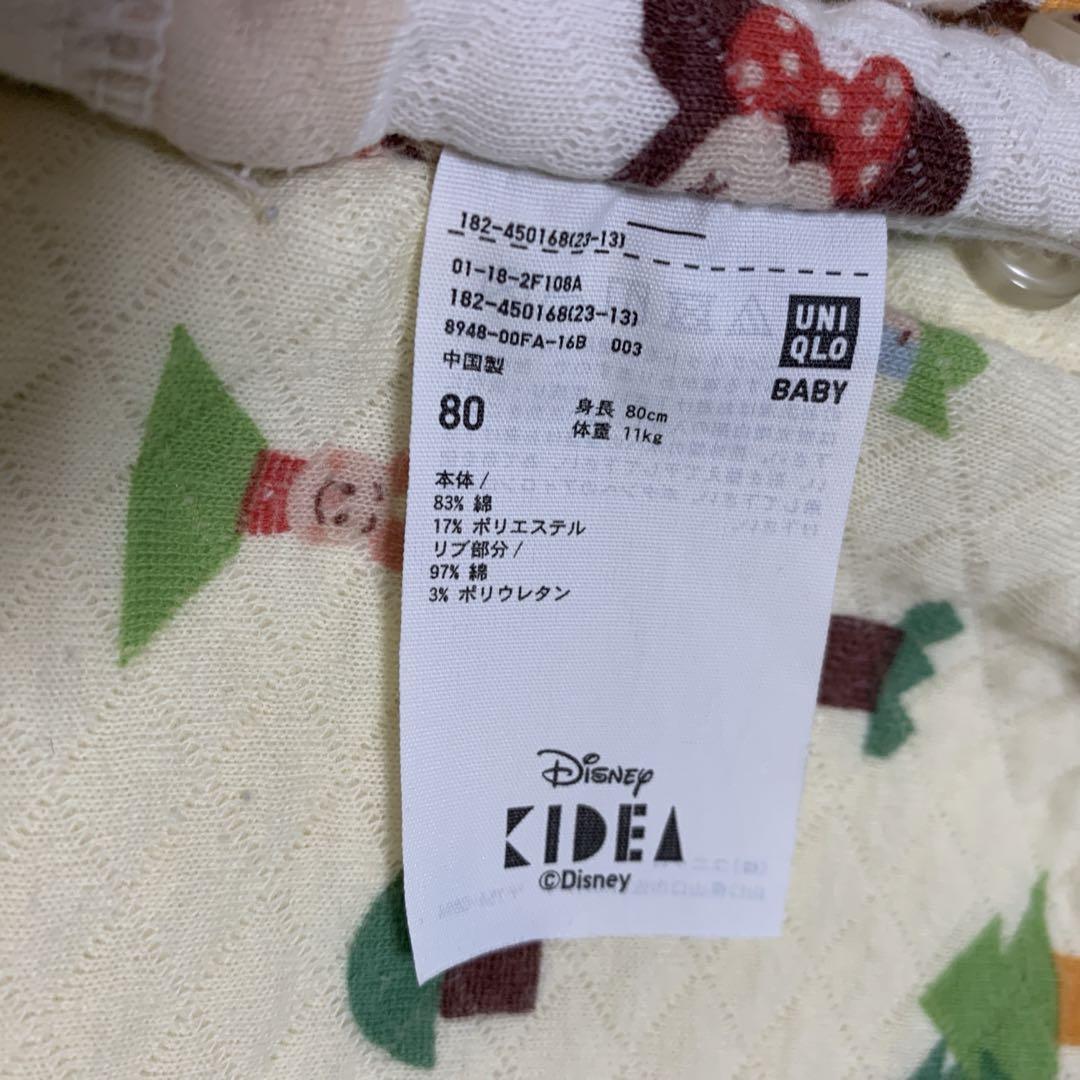 182-450168(23-13)
01-18-2F108A
182-450168(23-13)
8948-00FA-16B 003
中国製
UNI
QLO
BABY
80
身長 80cm
体重 11kg
本体/
83% 綿
17% ポリエステル
リブ部分/
97% 綿
3% ポリウレタン
Disney
KIDEA
©Disney